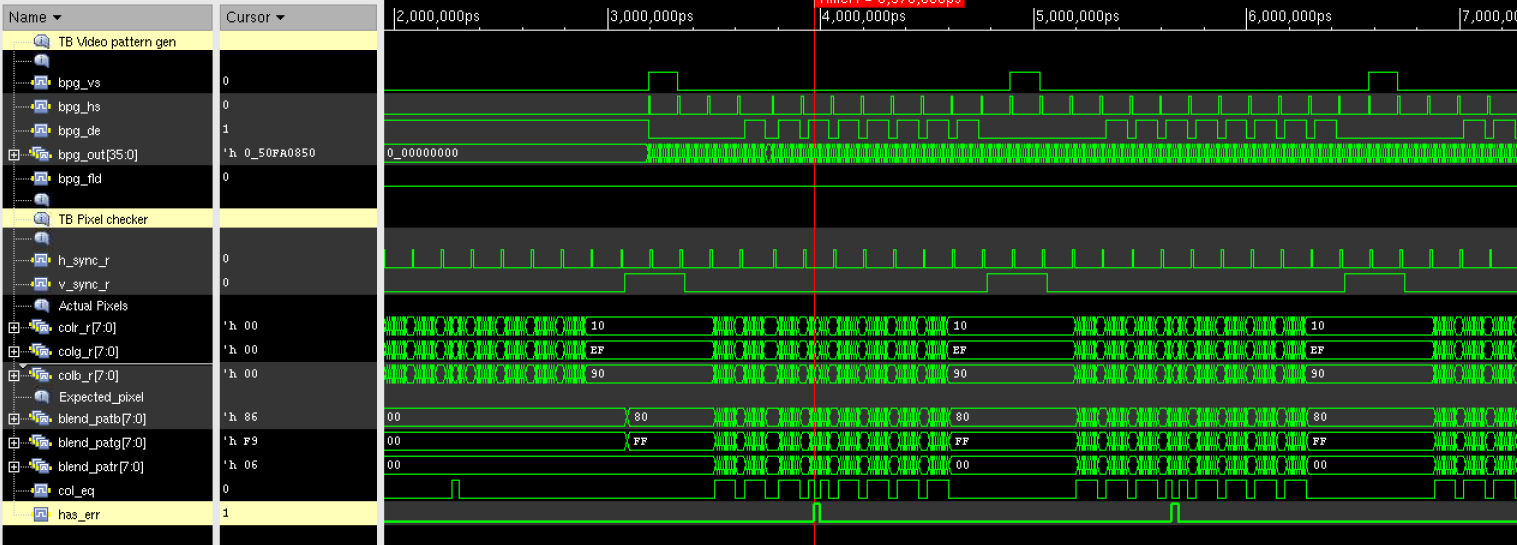 Name Cursor 2,000,000ps 3,000,000ps 4,000,000ps 5,000,000ps 6,000,000ps 7,000,0
TB Video pattern gen
bpg_vs 0
bpg_hs 0
bpg_de 1
bpg_out[35:0] 'h 0_50FA0850 0_00000000
bpg_fld 0
TB Pixel checker
h_sync_r 0
v_sync_r 0
Actual Pixels
colr_r[7:0] 'h 00 10 10 10
colg_r[7:0] 'h 00 EF EF EF
colb_r[7:0] 'h 00 90 90 90
Expected_pixel
blend_patb[7:0] 'h 86 00 80 80 80
blend_patg[7:0] 'h F9 00 FF FF FF
blend_patr[7:0] 'h 06 00 00 00
col_eq 0
has_err 1